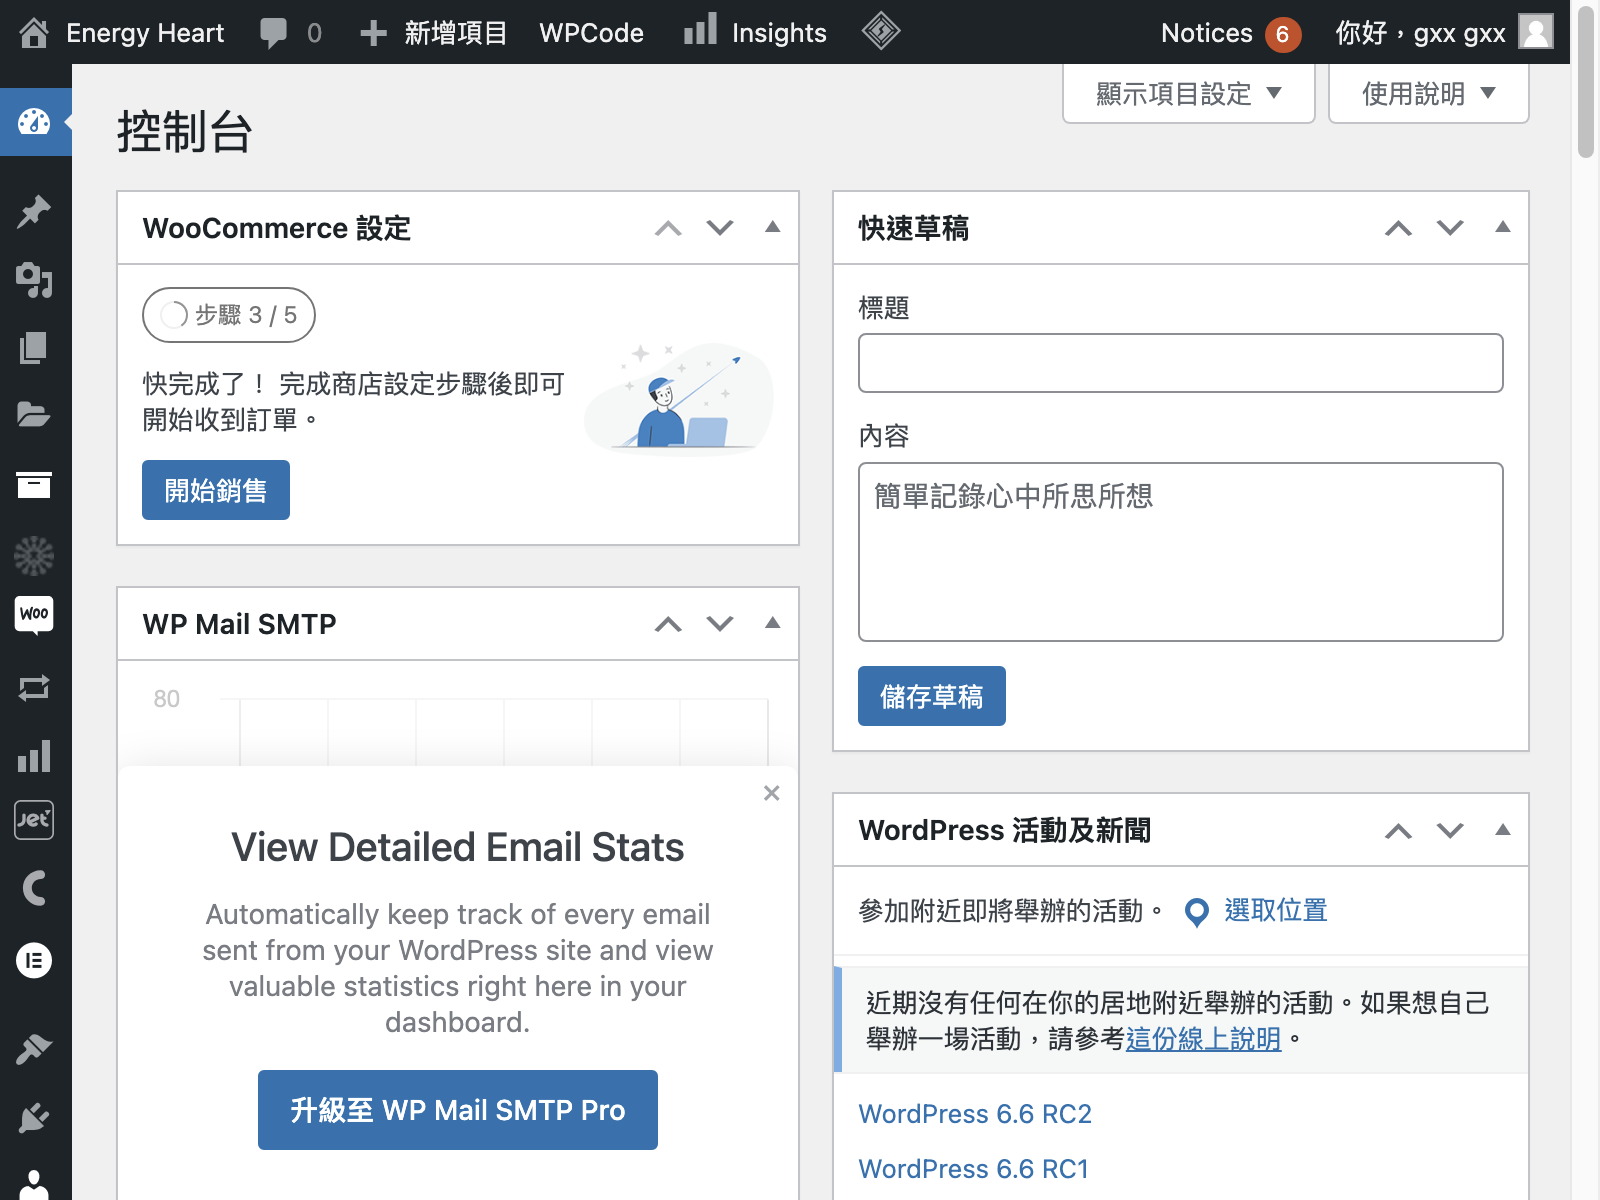 Energy Heart
0
新增項目
WPCode
Insights
Notices 6
你好，gxx gxx
顯示項目設定
使用說明
控制台
WooCommerce 設定
步驟 3 / 5
快完成了！ 完成商店設定步驟後即可
開始收到訂單。
開始銷售
Woo
Jet
WP Mail SMTP
80
View Detailed Email Stats
Automatically keep track of every email
sent from your WordPress site and view
valuable statistics right here in your
dashboard.
升級至 WP Mail SMTP Pro
快速草稿
標題
內容
簡單記錄心中所思所想
儲存草稿
WordPress 活動及新聞
參加附近即將舉辦的活動。 選取位置
近期沒有任何在你的居地附近舉辦的活動。如果想自己
舉辦一場活動，請參考這份線上說明。
WordPress 6.6 RC2
WordPress 6.6 RC1